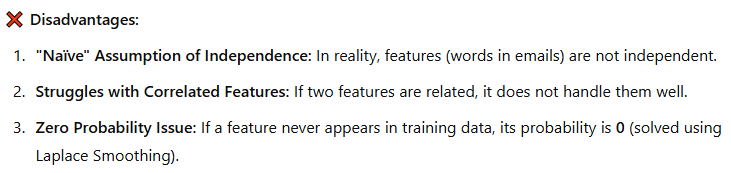 ❌ Disadvantages:
1. "Naïve" Assumption of Independence: In reality, features (words in emails) are not independent.
2. Struggles with Correlated Features: If two features are related, it does not handle them well.
3. Zero Probability Issue: If a feature never appears in training data, its probability is 0 (solved using
Laplace Smoothing).